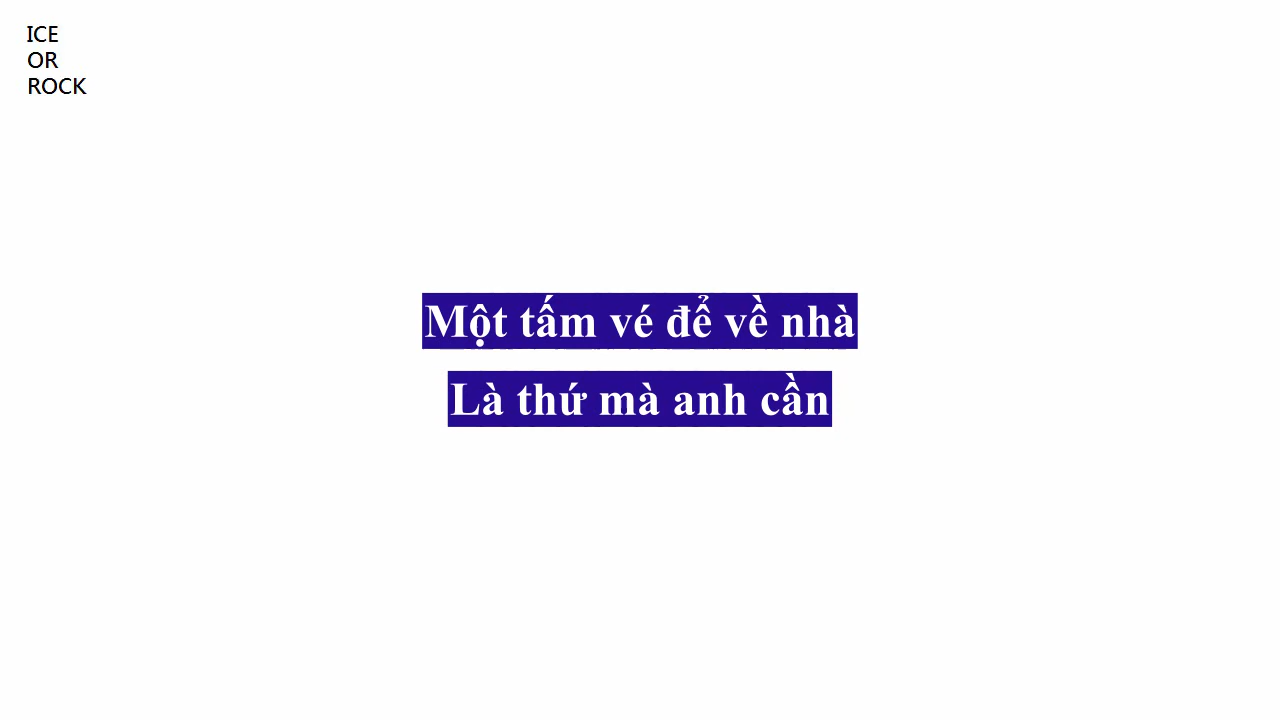 ICE
OR
ROCK
Một tấm vé để về nhà
Là thứ mà anh cần